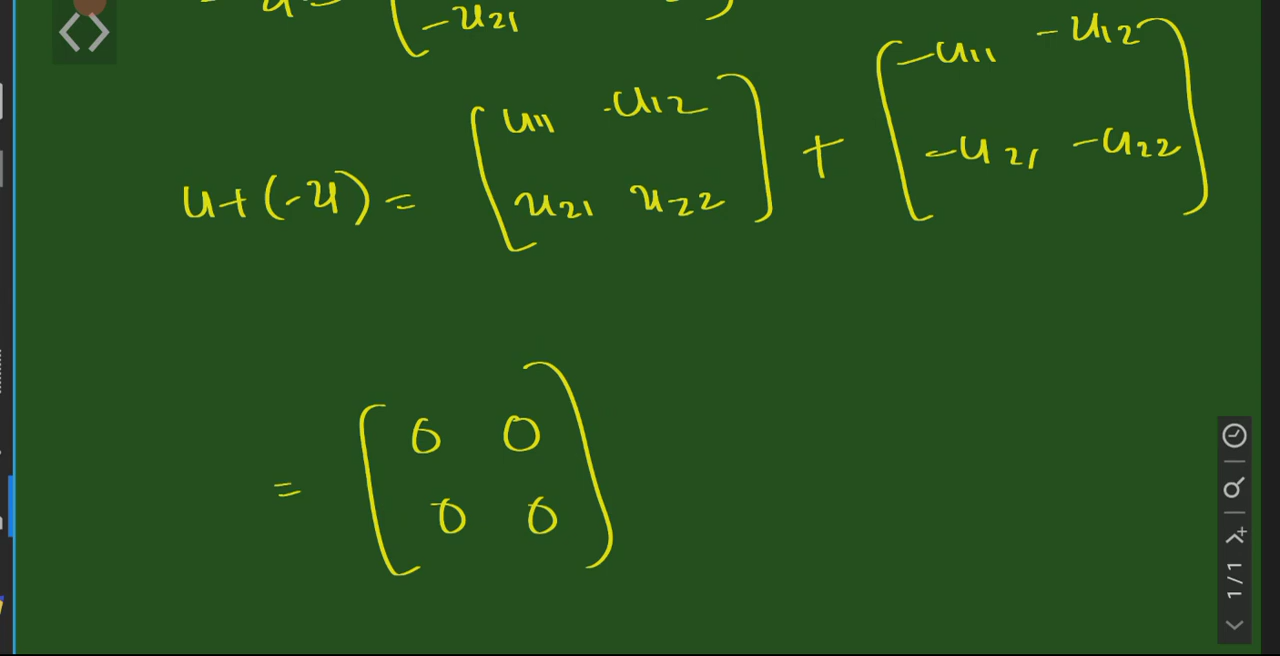 -u21
u+(-u) = [u11 -u12 u21 u22] + [-u11 -u12 -u21 -u22]
= [0 0 0 0]
1/1